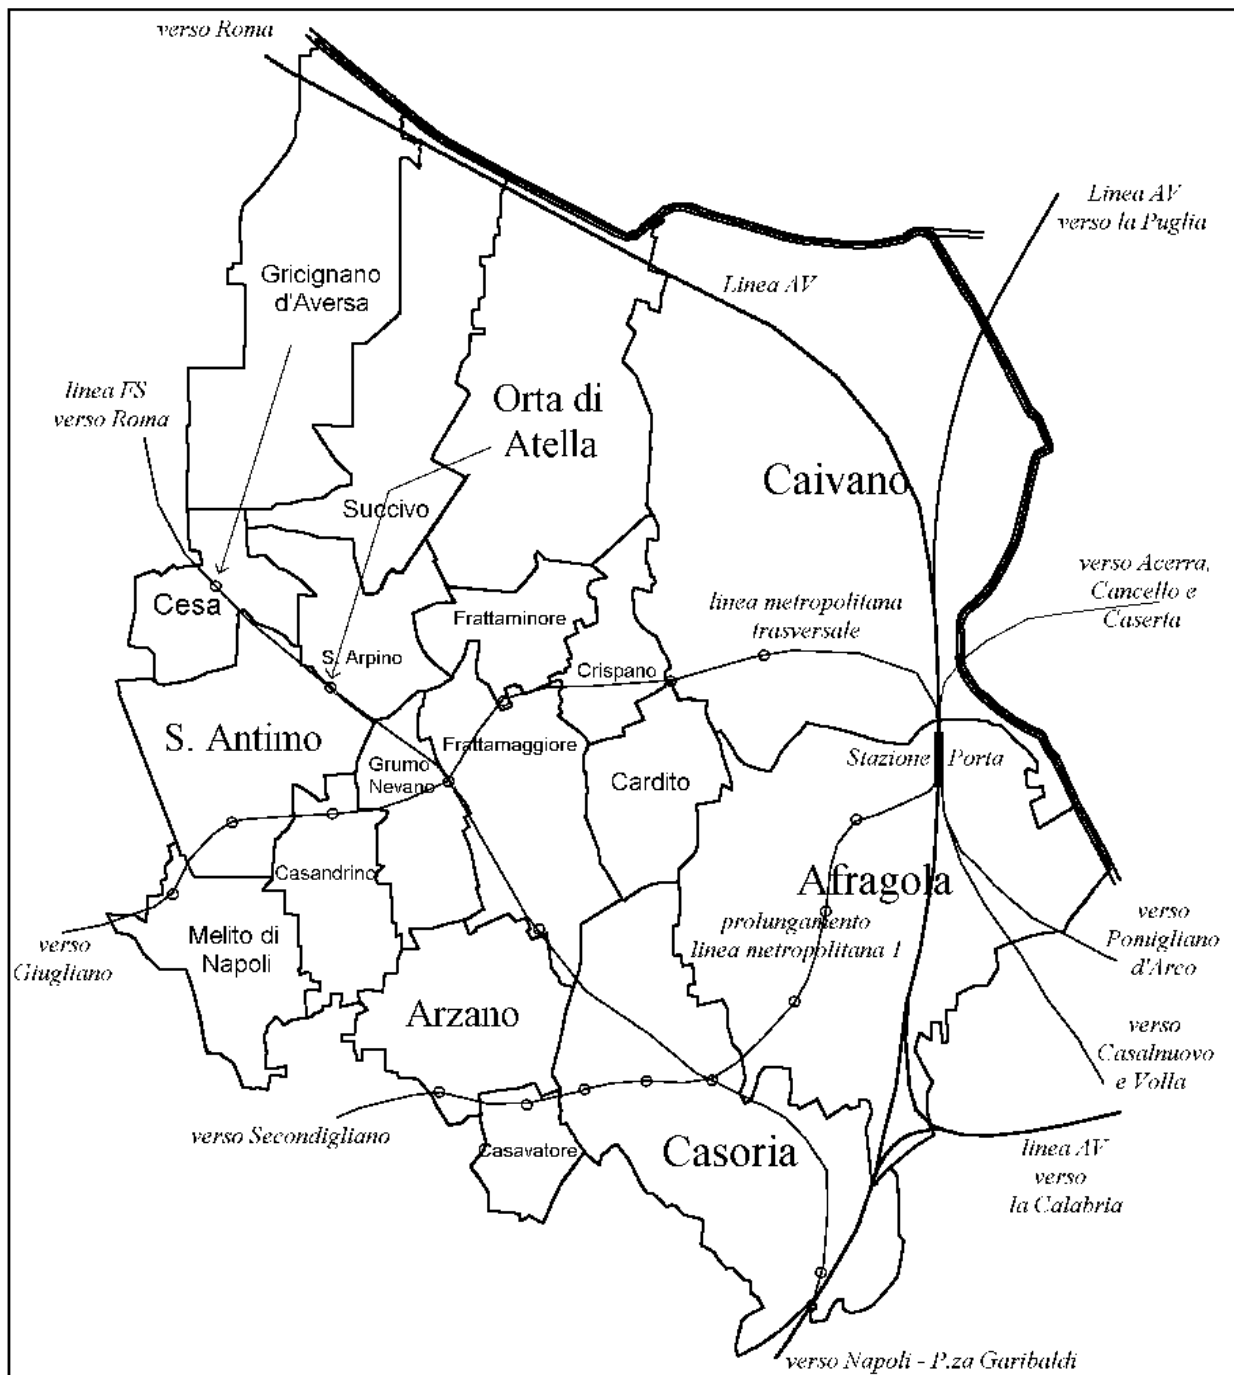 verso Roma
Linea AV
verso la Puglia
Gricignano
d'Aversa
Linea AV
linea FS
verso Roma
Orta di
Atella
Caivano
Succivo
verso Acerra,
Cancello e
Caserta
Cesa
linea metropolitana
trasversale
Frattaminore
S. Arpino
Crispano
S. Antimo
Frattamaggiore
Grumo
Nevano
Cardito
Stazione Porta
Casandrino
Afragola
prolungamento
linea metropolitana 1
verso
Giugliano
Melito di
Napoli
verso
Pomigliano
d'Arco
Arzano
verso
Casalnuovo
e Volla
verso Secondigliano
Casavatore
Casoria
linea AV
verso
la Calabria
verso Napoli - P.za Garibaldi